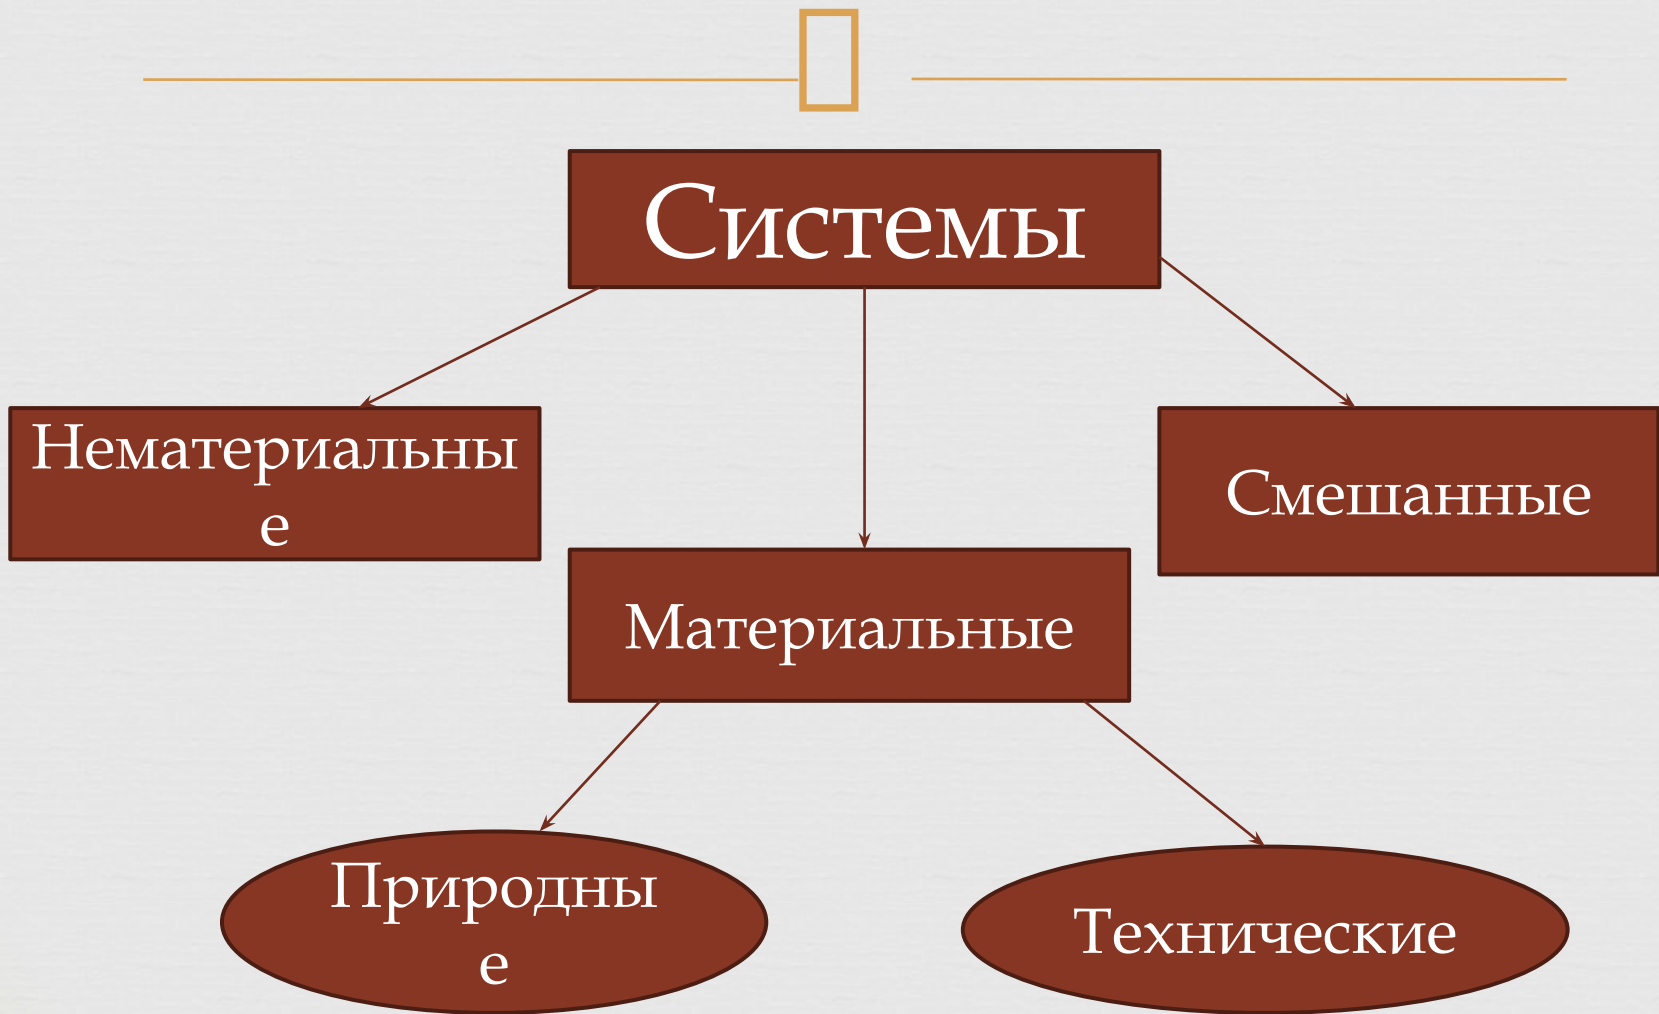 Системы
Нематериальны
е
Смешанные
Материальные
Природны
е
Технические